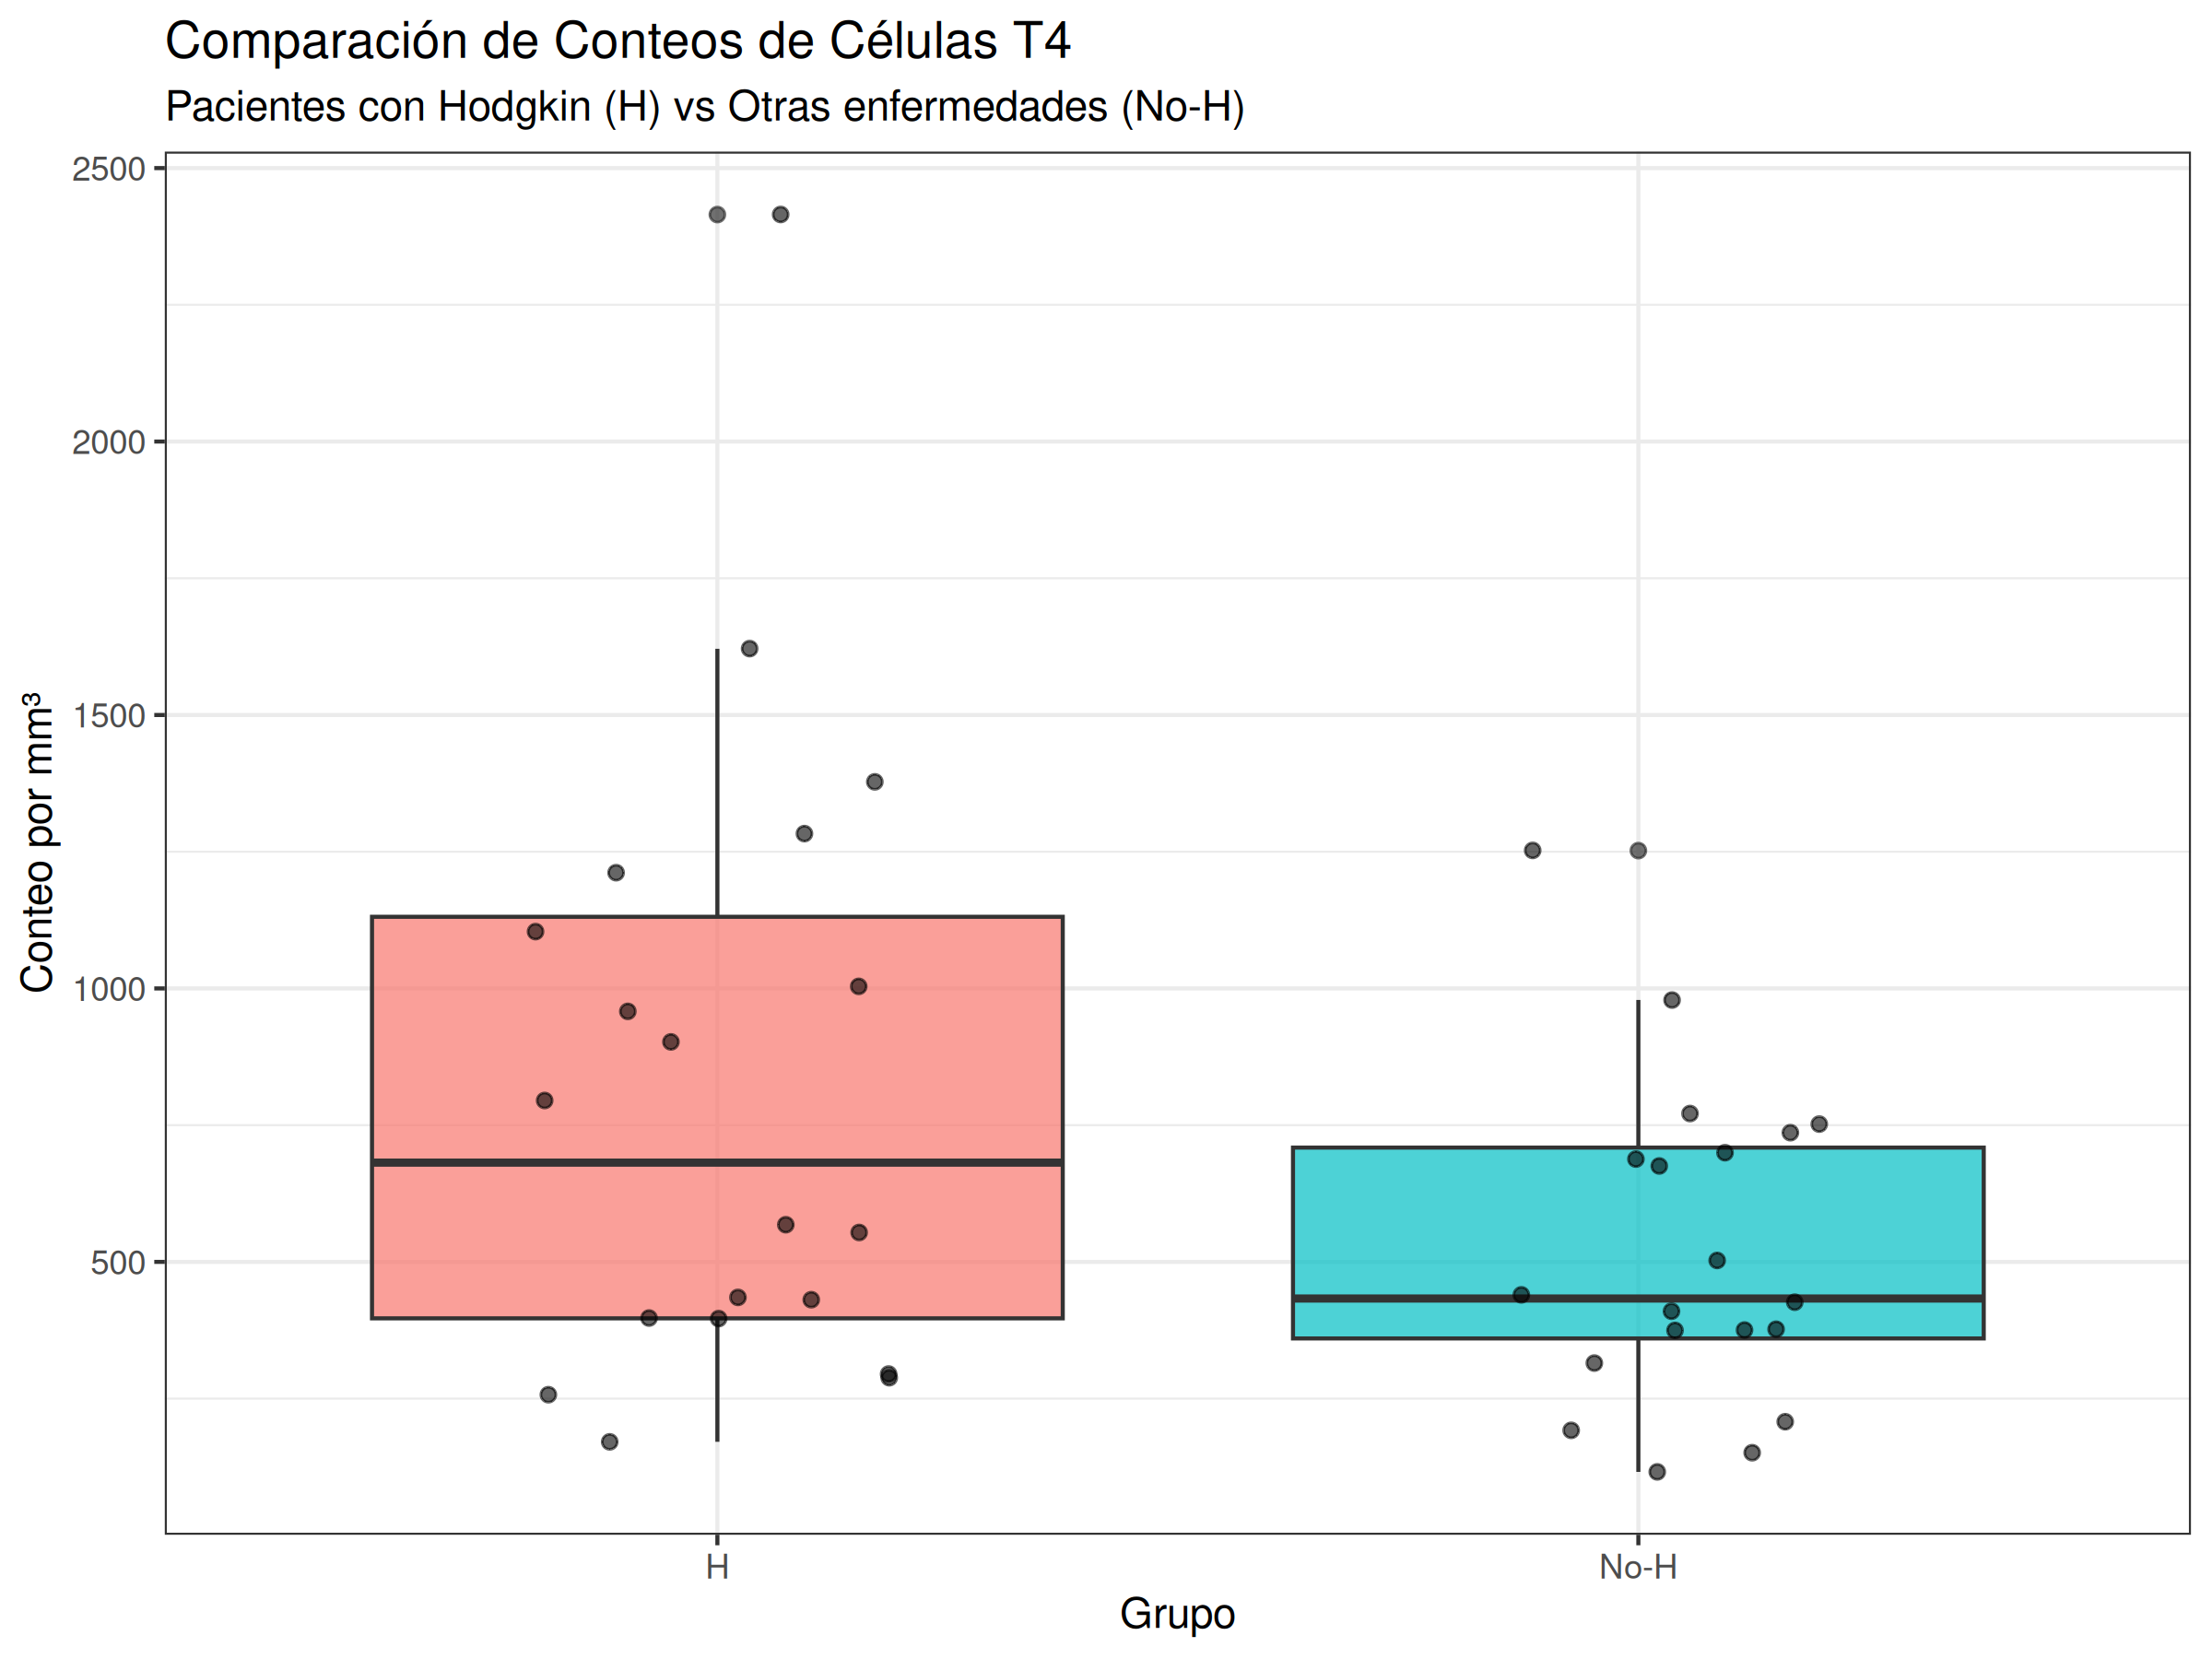 Comparación de Conteos de Células T4
Pacientes con Hodgkin (H) vs Otras enfermedades (No-H)
2500
2000
1500
1000
500
Conteo por mm³
H
No-H
Grupo